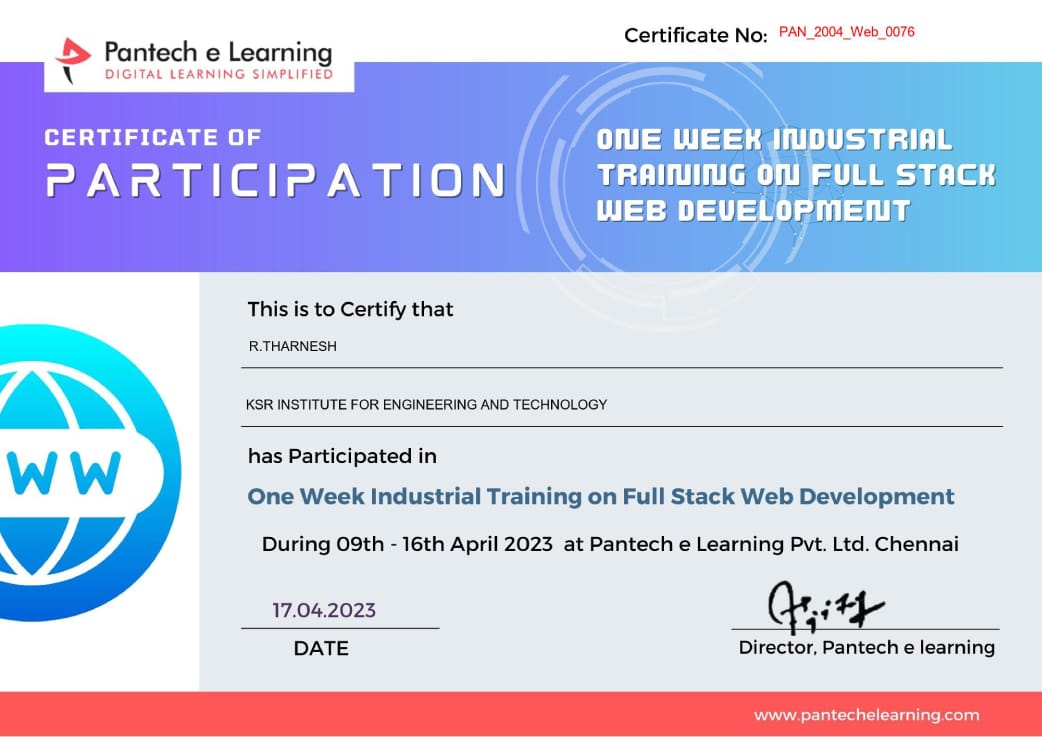 Certificate No: PAN_2004_Web_0076
Pantech e Learning
DIGITAL LEARNING SIMPLIFIED
CERTIFICATE OF
PARTICIPATION
ONE WEEK INDUSTRIAL
TRAINING ON FULL STACK
WEB DEVELOPMENT
This is to Certify that
R.THARNESH
KSR INSTITUTE FOR ENGINEERING AND TECHNOLOGY
has Participated in
One Week Industrial Training on Full Stack Web Development
During 09th - 16th April 2023 at Pantech e Learning Pvt. Ltd. Chennai
W W
17.04.2023
DATE
Director, Pantech e learning
www.pantechelearning.com